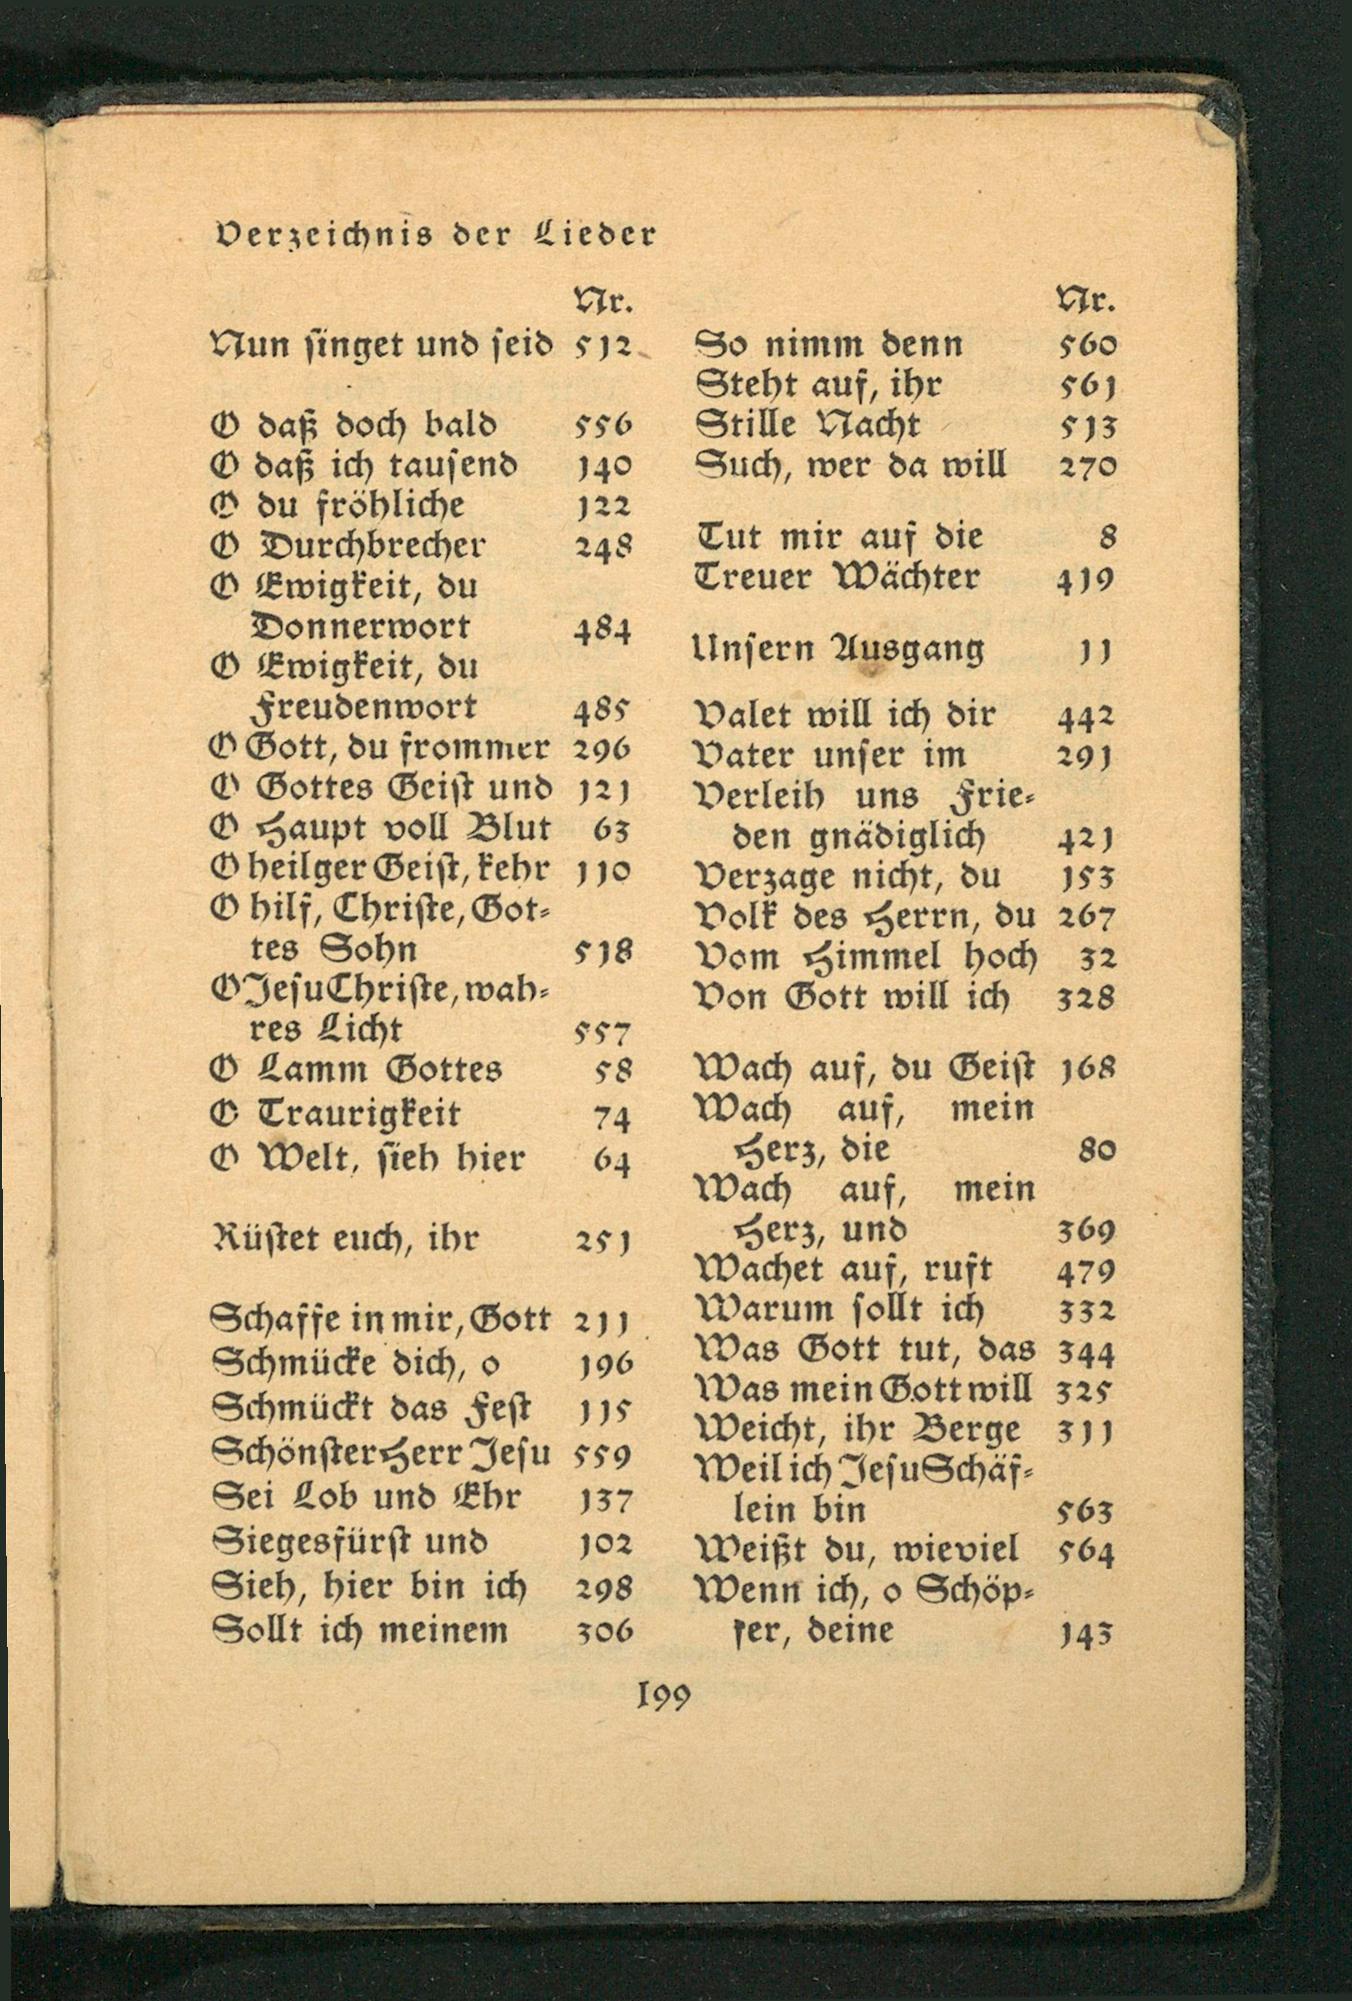 Verzeichnis der Lieder
Nr.
Nun singet und seid 512
O daß doch bald 556
O daß ich tausend 140
O du fröhliche 122
O Durchbrecher 248
O Ewigkeit, du
Donnerwort 484
O Ewigkeit, du
Freudenwort 485
O Gott, du frommer 296
O Gottes Geist und 121
O Haupt voll Blut 63
O heilger Geist, kehr 110
O hilf, Christe, Got-
tes Sohn 518
O Jesu Christe, wah-
res Licht 557
O Lamm Gottes 58
O Traurigkeit 74
O Welt, sieh hier 64
Rüstet euch, ihr 251
Schaffe in mir, Gott 211
Schmücke dich, o 196
Schmückt das Fest 115
Schönster Herr Jesu 559
Sei Lob und Ehr 137
Siegesfürst und 102
Sieh, hier bin ich 298
Sollt ich meinem 306
Nr.
So nimm denn 560
Steht auf, ihr 561
Stille Nacht 513
Such, wer da will 270
Tut mir auf die 8
Treuer Wächter 419
Unsern Ausgang 11
Valet will ich dir 442
Vater unser im 291
Verleih uns Frie-
den gnädiglich 421
Verzage nicht, du 153
Volk des Herrn, du 267
Vom Himmel hoch 32
Von Gott will ich 328
Wach auf, du Geist 168
Wach auf, mein
Herz, die 80
Wach auf, mein
Herz, und 369
Wachet auf, ruft 479
Warum sollt ich 332
Was Gott tut, das 344
Was mein Gott will 325
Weicht, ihr Berge 311
Weil ich Jesu Schäf-
lein bin 563
Weißt du, wieviel 564
Wenn ich, o Schöp-
fer, deine 143
199